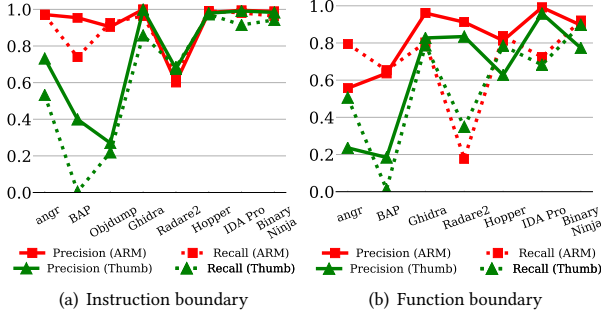 1.0
0.8
0.6
0.4
0.2
0.0
angr
BAP
Objdump
Ghidra
Radare2
Hopper
IDA Pro
Binary
Ninja
Precision (ARM)
Recall (ARM)
Precision (Thumb)
Recall (Thumb)
(a) Instruction boundary
1.0
0.8
0.6
0.4
0.2
0.0
angr
BAP
Ghidra
Radare2
Hopper
IDA Pro
Binary
Ninja
Precision (ARM)
Recall (ARM)
Precision (Thumb)
Recall (Thumb)
(b) Function boundary